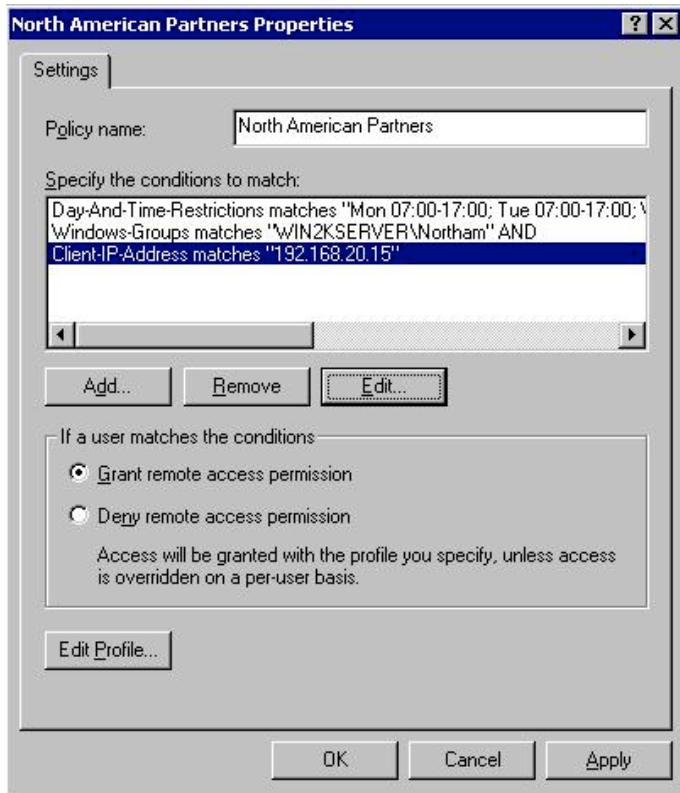 North American Partners Properties
Settings
Policy name: North American Partners
Specify the conditions to match:
Day-And-Time-Restrictions matches "Mon 07:00-17:00; Tue 07:00-17:00;
Windows-Groups matches "WIN2KSERVER\Northam" AND
Client-IP-Address matches "192.168.20.15"
Add... Remove Edit...
If a user matches the conditions
Grant remote access permission
Deny remote access permission
Access will be granted with the profile you specify, unless access
is overridden on a per-user basis.
Edit Profile...
OK Cancel Apply